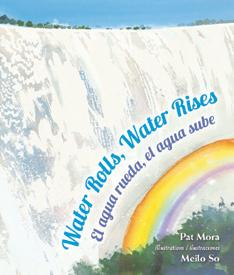 Water Rolls, Water Rises
El agua rueda, el agua sube
Pat Mora
illustrations / ilustraciones
Meilo So